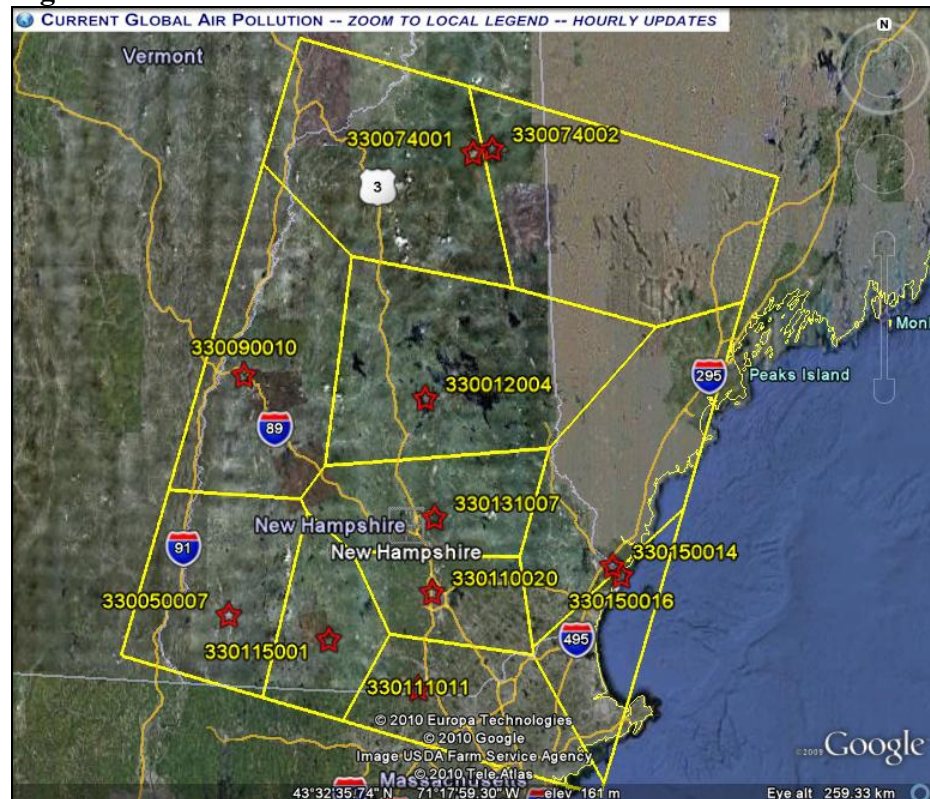 CURRENT GLOBAL AIR POLLUTION -- ZOOM TO LOCAL LEGEND -- HOURLY UPDATES
N
Vermont
330074001
330074002
3
330090010
330012004
295
Peaks Island
89
330131007
New Hampshire
New Hampshire
91
330150014
330110020
330050007
330150016
495
330115001
330111011
© 2010 Europa Technologies
© 2010 Google
Image USDA Farm Service Agency
© 2010 Tele Atlas
©2009 Google
Massachusetts
43°32'35.74" N 71°17'59.30" W elev 161 m Eye alt 259.33 km